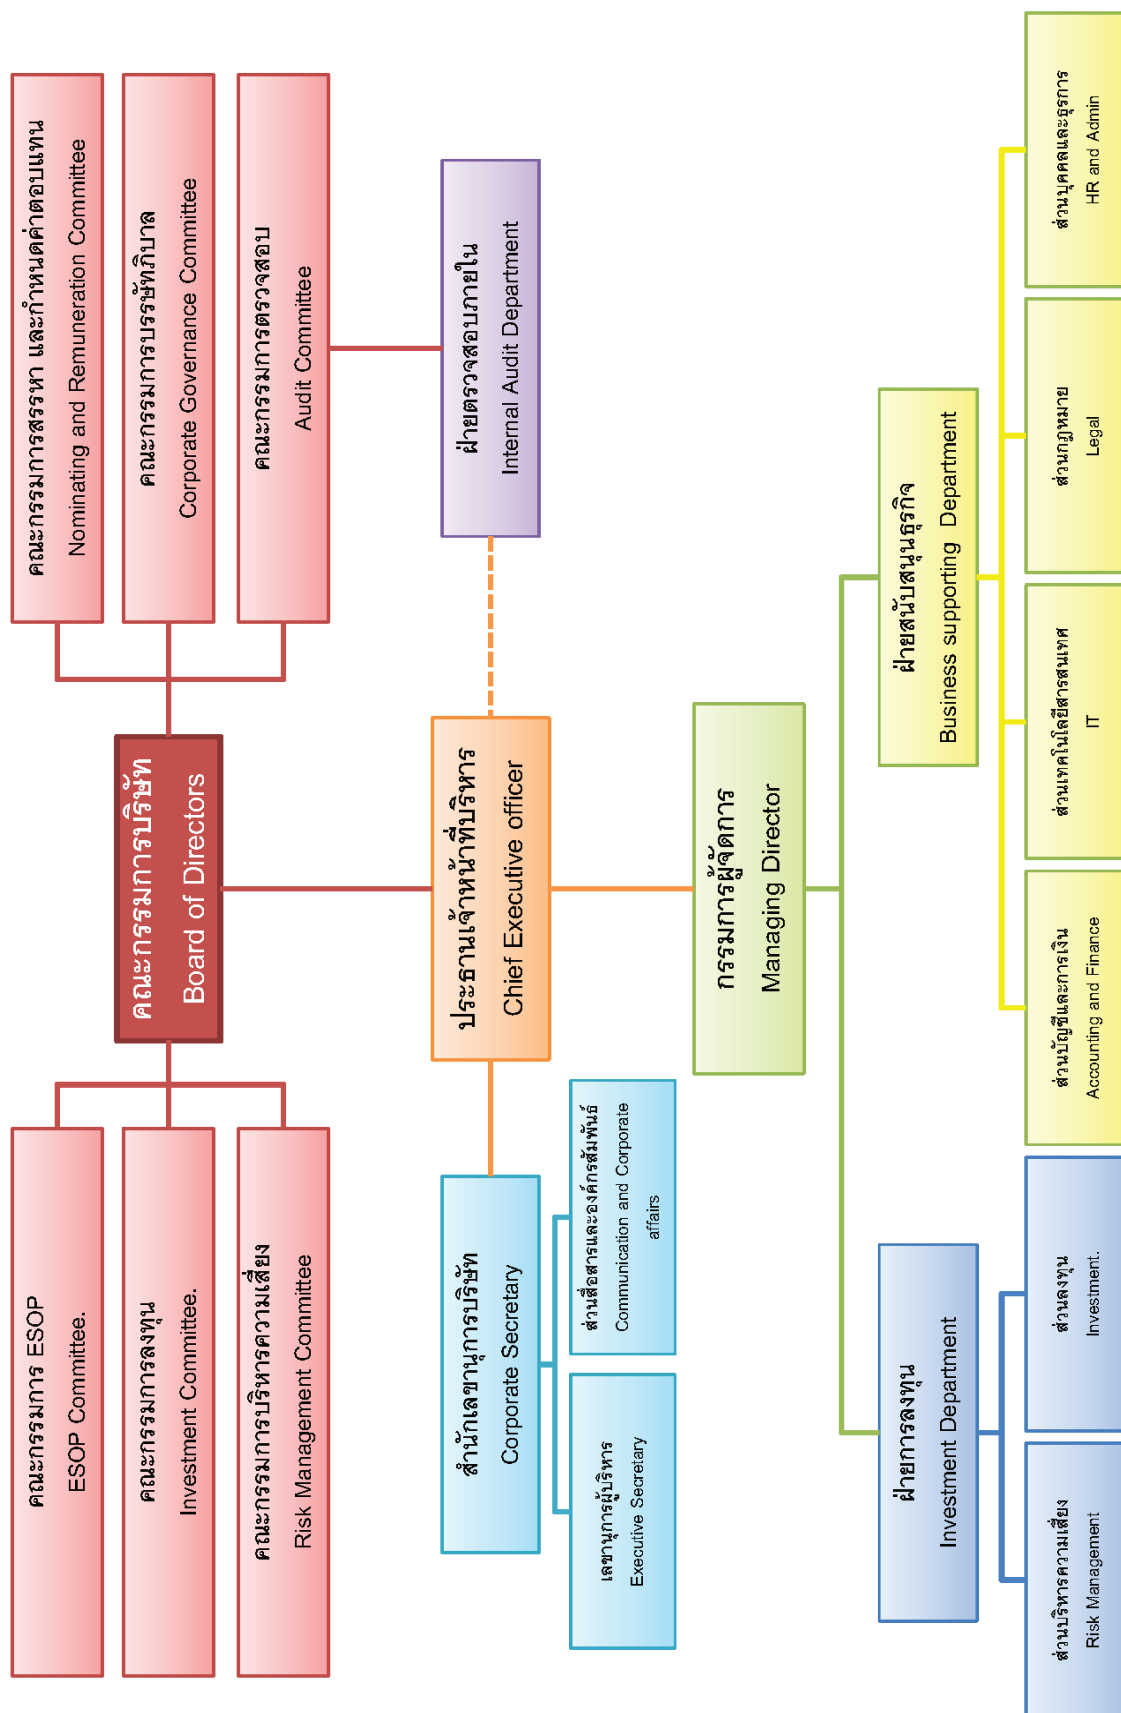 คณะกรรมการบริษัท
Board of Directors
คณะกรรมการ ESOP
ESOP Committee.
คณะกรรมการลงทุน
Investment Committee.
คณะกรรมการบริหารความเสี่ยง
Risk Management Committee
คณะกรรมการสรรหา และกำหนดค่าตอบแทน
Nominating and Remuneration Committee
คณะกรรมการบรรษัทภิบาล
Corporate Governance Committee
คณะกรรมการตรวจสอบ
Audit Committee
ประธานเจ้าหน้าที่บริหาร
Chief Executive officer
ฝ่ายตรวจสอบภายใน
Internal Audit Department
สำนักเลขานุการบริษัท
Corporate Secretary
เลขานุการผู้บริหาร
Executive Secretary
ส่วนสื่อสารและองค์กรสัมพันธ์
Communication and Corporate
affairs
กรรมการผู้จัดการ
Managing Director
ฝ่ายการลงทุน
Investment Department
ฝ่ายสนับสนุนธุรกิจ
Business supporting Department
ส่วนบริหารความเสี่ยง
Risk Management
ส่วนลงทุน
Investment.
ส่วนบัญชีและการเงิน
Accounting and Finance
ส่วนเทคโนโลยีสารสนเทศ
IT
ส่วนกฎหมาย
Legal
ส่วนบุคคลและธุรการ
HR and Admin